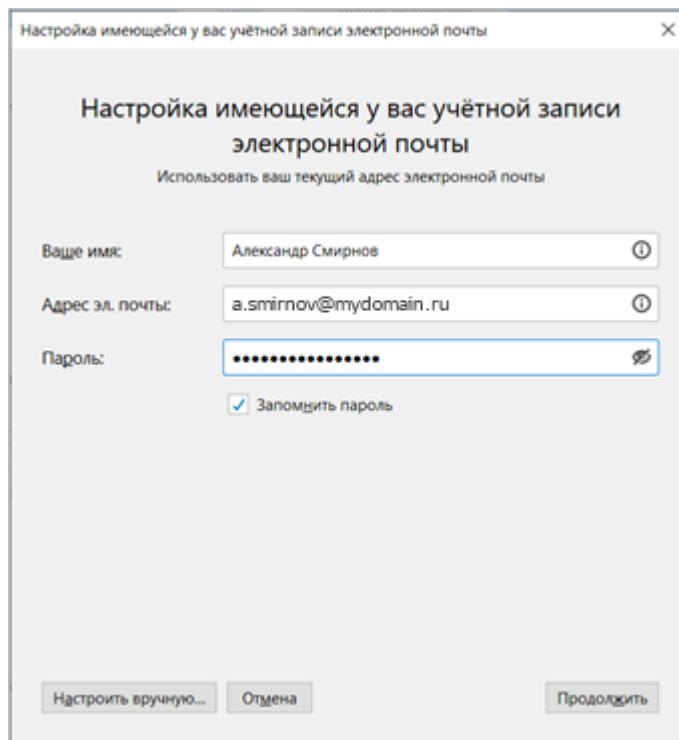 Настройка имеющейся у вас учётной записи электронной почты
Настройка имеющейся у вас учётной записи
электронной почты
Использовать ваш текущий адрес электронной почты
Ваше имя: Александр Смирнов
Адрес эл. почты: a.smirnov@mydomain.ru
Пароль: ••••••••••••••••
Запомнить пароль
Настроить вручную... Отмена Продолжить